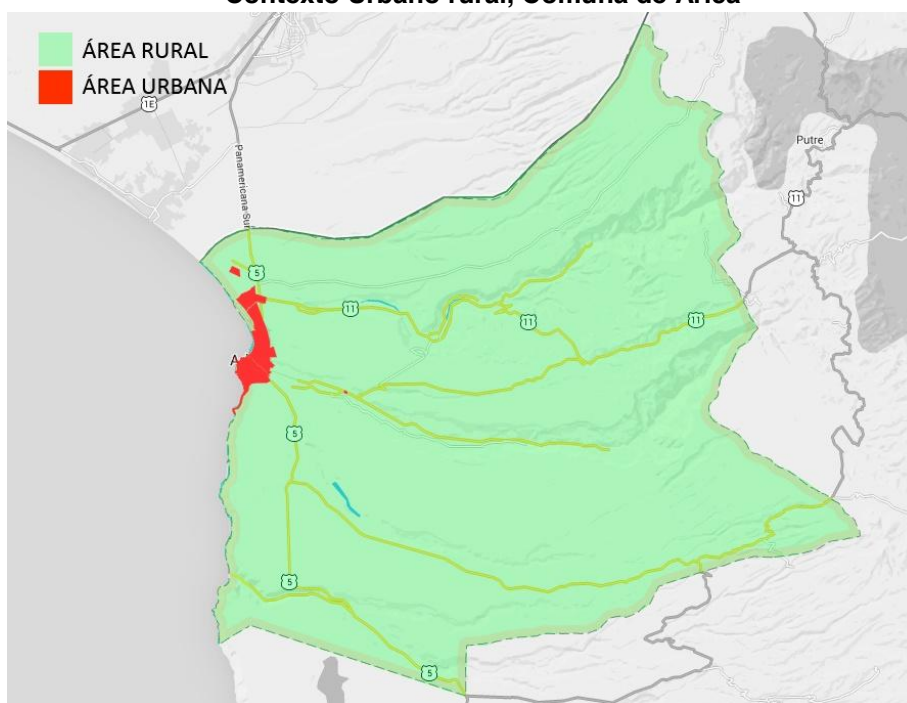 Contexto Urbano rural, Comuna de Arica
ÁREA RURAL
ÁREA URBANA
1E
Panamericana Sur
Putre
11
5
11
11
11
5
5
5